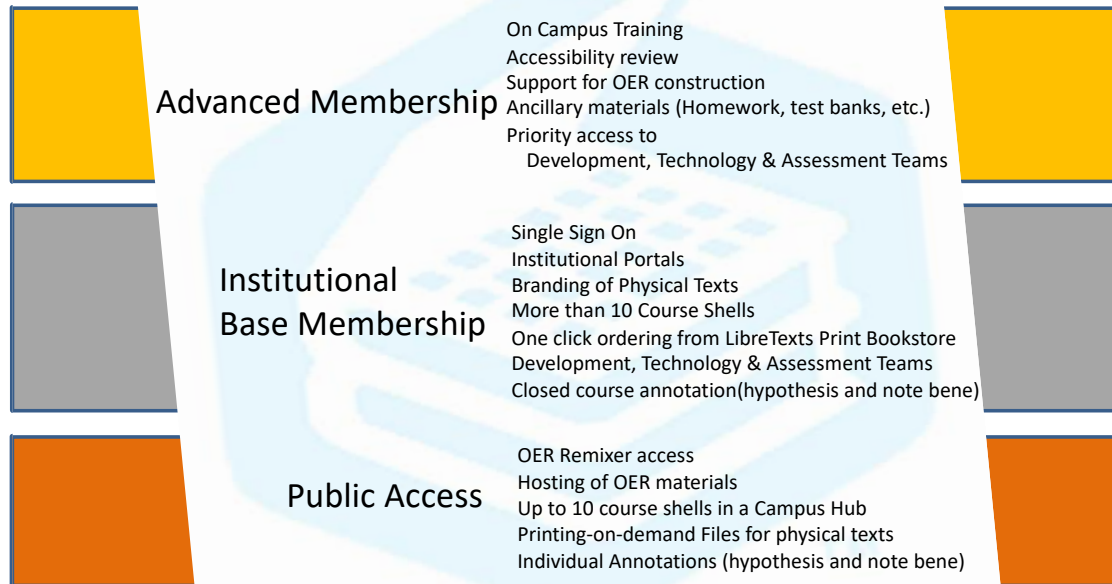 Advanced Membership
On Campus Training
Accessibility review
Support for OER construction
Ancillary materials (Homework, test banks, etc.)
Priority access to
Development, Technology & Assessment Teams
Institutional
Base Membership
Single Sign On
Institutional Portals
Branding of Physical Texts
More than 10 Course Shells
One click ordering from LibreTexts Print Bookstore
Development, Technology & Assessment Teams
Closed course annotation(hypothesis and note bene)
Public Access
OER Remixer access
Hosting of OER materials
Up to 10 course shells in a Campus Hub
Printing-on-demand Files for physical texts
Individual Annotations (hypothesis and note bene)